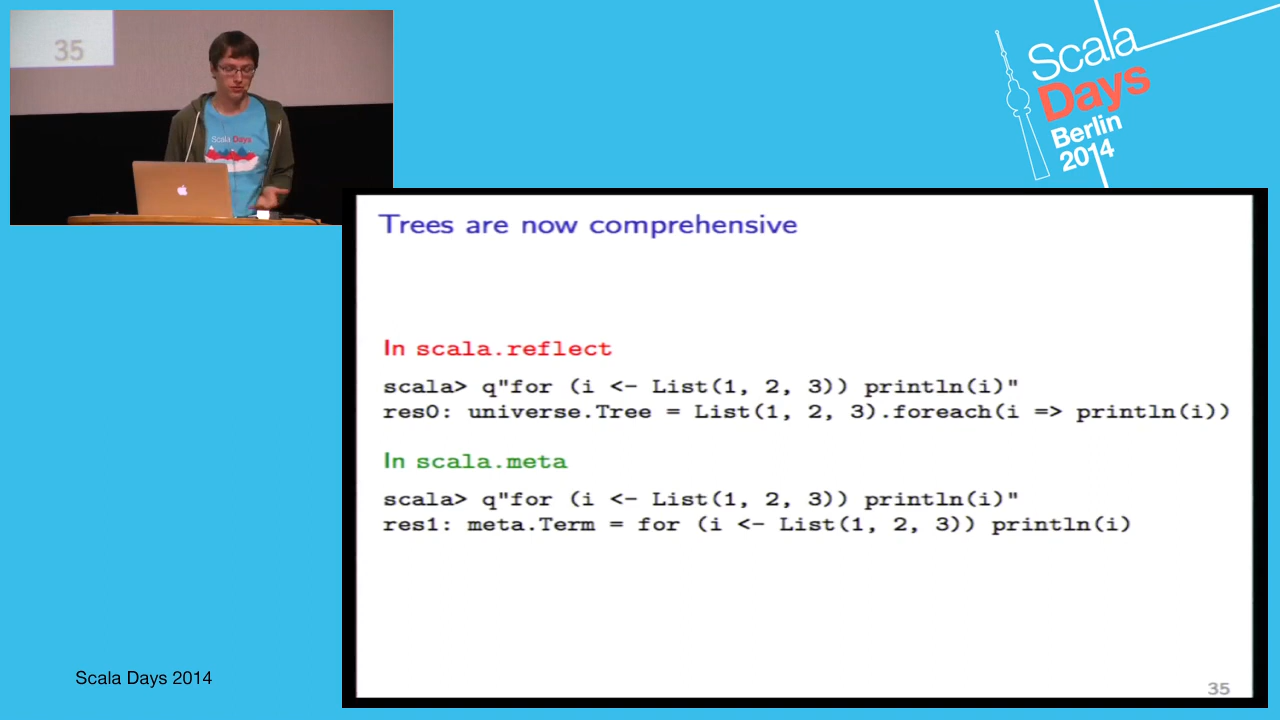 35
Scala Days
Scala
Days
Berlin
2014
Trees are now comprehensive
In scala.reflect
scala> q"for (i <- List(1, 2, 3)) println(i)"
res0: universe.Tree = List(1, 2, 3).foreach(i => println(i))
In scala.meta
scala> q"for (i <- List(1, 2, 3)) println(i)"
res1: meta.Term = for (i <- List(1, 2, 3)) println(i)
35
Scala Days 2014